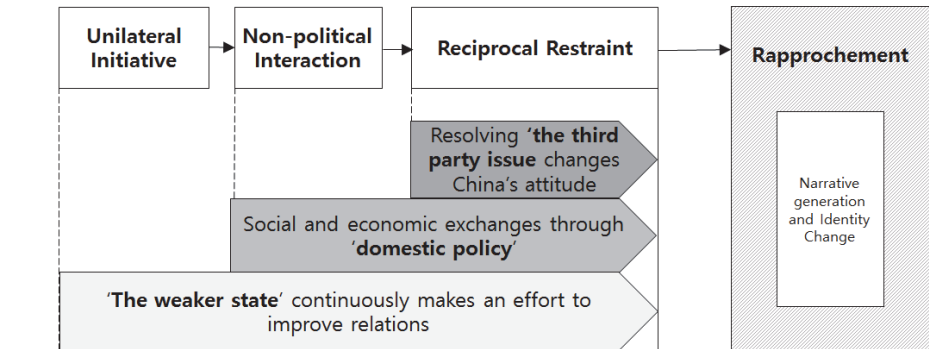 Unilateral
Initiative
Non-political
Interaction
Reciprocal Restraint
Rapprochement
Resolving ‘the third
party issue changes
China’s attitude
Social and economic exchanges through
‘domestic policy’
‘The weaker state’ continuously makes an effort to
improve relations
Narrative
generation
and Identity
Change